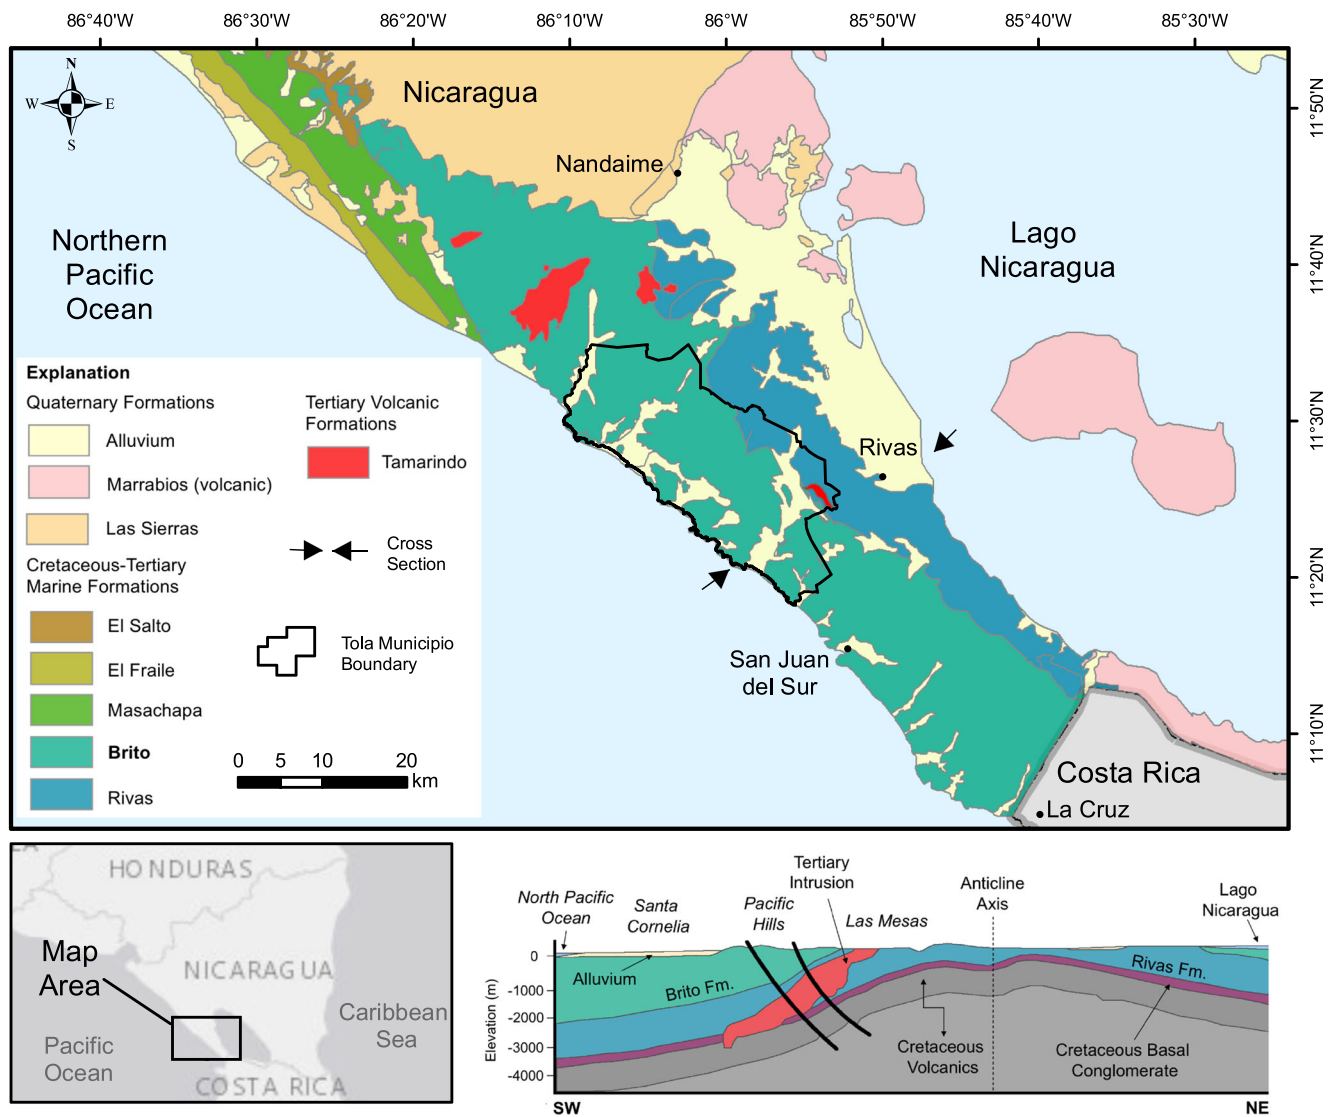 86°40'W 86°30'W 86°20'W 86°10'W 86°W 85°50'W 85°40'W 85°30'W
11°50'N
11°40'N
11°30'N
11°20'N
11°10'N
N
W E
S
Nicaragua
Nandaime
Northern
Pacific
Ocean
Lago
Nicaragua
Rivas
San Juan
del Sur
Costa Rica
La Cruz
Explanation
Quaternary Formations
Alluvium
Marrabios (volcanic)
Las Sierras
Cretaceous-Tertiary
Marine Formations
El Salto
El Fraile
Masachapa
Brito
Rivas
Tertiary Volcanic
Formations
Tamarindo
Cross
Section
Tola Municipio
Boundary
0 5 10 20
km
HONDURAS
NICARAGUA
COSTA RICA
Map
Area
Pacific
Ocean
Caribbean
Sea
North Pacific
Ocean
Santa
Cornelia
Pacific
Hills
Tertiary
Intrusion
Las Mesas
Anticline
Axis
Lago
Nicaragua
Elevation (m)
0
-1000
-2000
-3000
-4000
Alluvium
Brito Fm.
Rivas Fm.
Cretaceous
Volcanics
Cretaceous Basal
Conglomerate
SW
NE